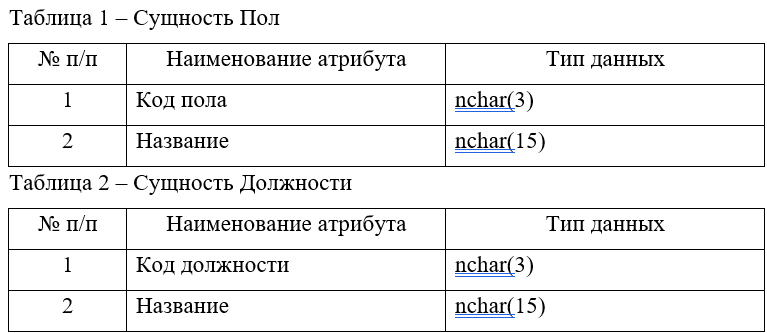 Таблица 1 – Сущность Пол
№ п/п Наименование атрибута Тип данных
1 Код пола nchar(3)
2 Название nchar(15)
Таблица 2 – Сущность Должности
№ п/п Наименование атрибута Тип данных
1 Код должности nchar(3)
2 Название nchar(15)